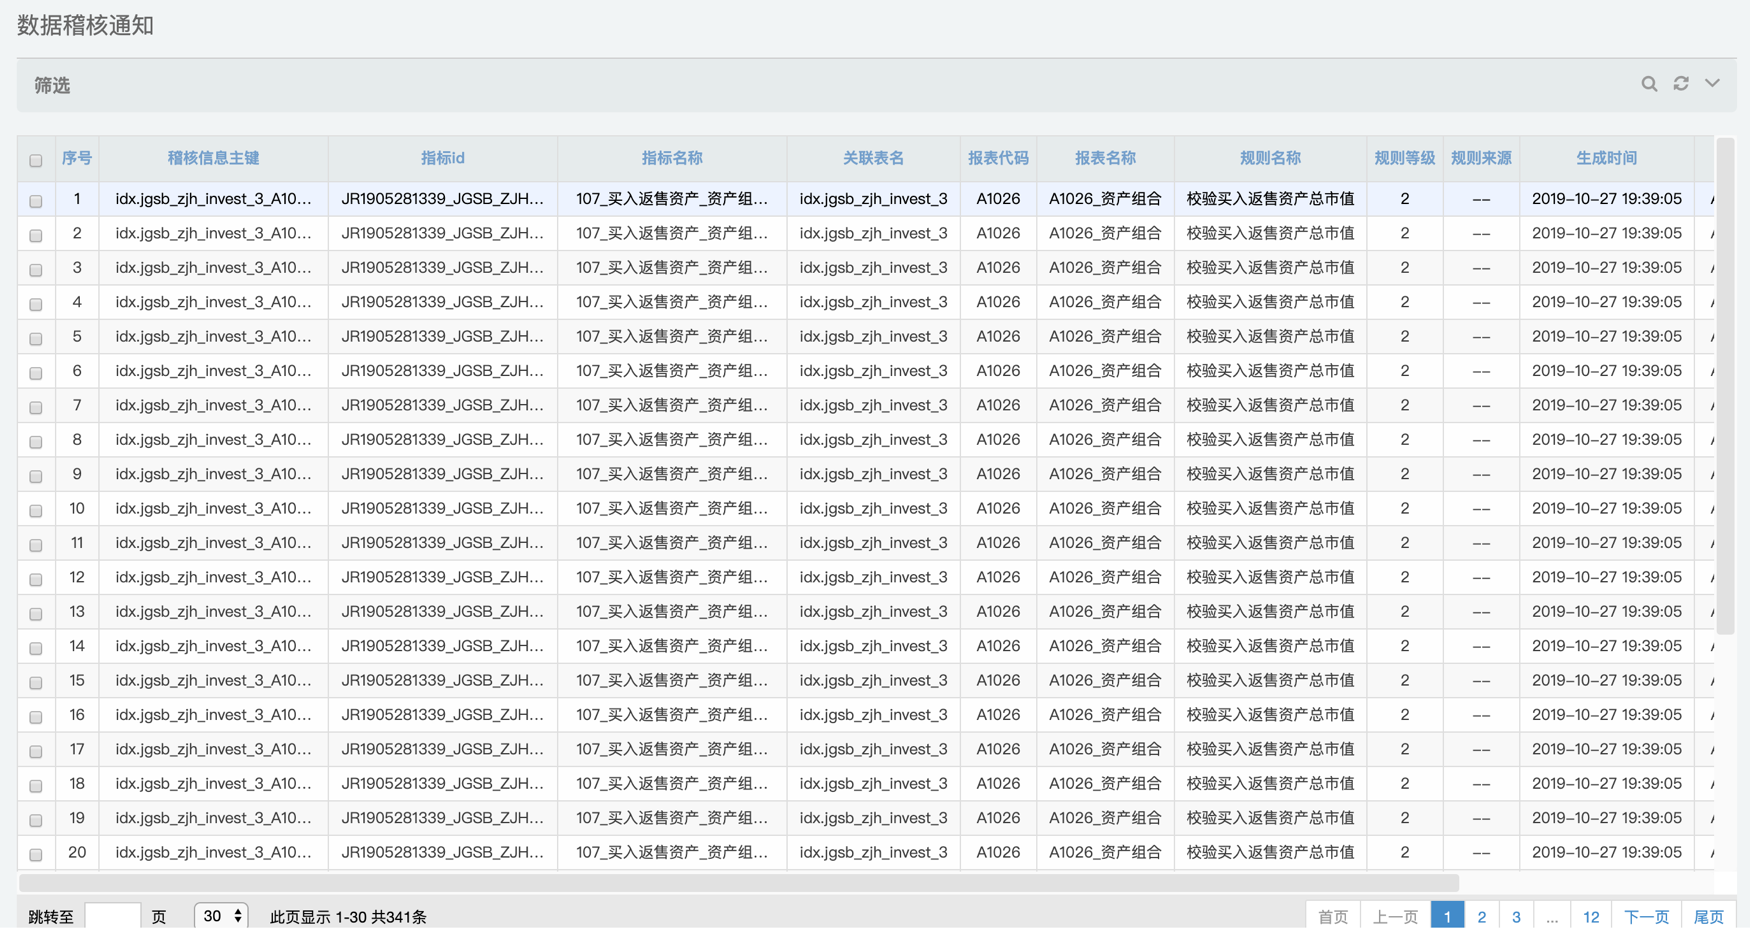 数据稽核通知
筛选
序号 稽核信息主键 指标id 指标名称 关联表名 报表代码 报表名称 规则名称 规则等级 规则来源 生成时间
1 idx.jgsb_zjh_invest_3_A10... JR1905281339_JGSB_ZJH... 107_买入返售资产_资产组... idx.jgsb_zjh_invest_3 A1026 A1026_资产组合 校验买入返售资产总市值 2 -- 2019-10-27 19:39:05
2 idx.jgsb_zjh_invest_3_A10... JR1905281339_JGSB_ZJH... 107_买入返售资产_资产组... idx.jgsb_zjh_invest_3 A1026 A1026_资产组合 校验买入返售资产总市值 2 -- 2019-10-27 19:39:05
3 idx.jgsb_zjh_invest_3_A10... JR1905281339_JGSB_ZJH... 107_买入返售资产_资产组... idx.jgsb_zjh_invest_3 A1026 A1026_资产组合 校验买入返售资产总市值 2 -- 2019-10-27 19:39:05
4 idx.jgsb_zjh_invest_3_A10... JR1905281339_JGSB_ZJH... 107_买入返售资产_资产组... idx.jgsb_zjh_invest_3 A1026 A1026_资产组合 校验买入返售资产总市值 2 -- 2019-10-27 19:39:05
5 idx.jgsb_zjh_invest_3_A10... JR1905281339_JGSB_ZJH... 107_买入返售资产_资产组... idx.jgsb_zjh_invest_3 A1026 A1026_资产组合 校验买入返售资产总市值 2 -- 2019-10-27 19:39:05
6 idx.jgsb_zjh_invest_3_A10... JR1905281339_JGSB_ZJH... 107_买入返售资产_资产组... idx.jgsb_zjh_invest_3 A1026 A1026_资产组合 校验买入返售资产总市值 2 -- 2019-10-27 19:39:05
7 idx.jgsb_zjh_invest_3_A10... JR1905281339_JGSB_ZJH... 107_买入返售资产_资产组... idx.jgsb_zjh_invest_3 A1026 A1026_资产组合 校验买入返售资产总市值 2 -- 2019-10-27 19:39:05
8 idx.jgsb_zjh_invest_3_A10... JR1905281339_JGSB_ZJH... 107_买入返售资产_资产组... idx.jgsb_zjh_invest_3 A1026 A1026_资产组合 校验买入返售资产总市值 2 -- 2019-10-27 19:39:05
9 idx.jgsb_zjh_invest_3_A10... JR1905281339_JGSB_ZJH... 107_买入返售资产_资产组... idx.jgsb_zjh_invest_3 A1026 A1026_资产组合 校验买入返售资产总市值 2 -- 2019-10-27 19:39:05
10 idx.jgsb_zjh_invest_3_A10... JR1905281339_JGSB_ZJH... 107_买入返售资产_资产组... idx.jgsb_zjh_invest_3 A1026 A1026_资产组合 校验买入返售资产总市值 2 -- 2019-10-27 19:39:05
11 idx.jgsb_zjh_invest_3_A10... JR1905281339_JGSB_ZJH... 107_买入返售资产_资产组... idx.jgsb_zjh_invest_3 A1026 A1026_资产组合 校验买入返售资产总市值 2 -- 2019-10-27 19:39:05
12 idx.jgsb_zjh_invest_3_A10... JR1905281339_JGSB_ZJH... 107_买入返售资产_资产组... idx.jgsb_zjh_invest_3 A1026 A1026_资产组合 校验买入返售资产总市值 2 -- 2019-10-27 19:39:05
13 idx.jgsb_zjh_invest_3_A10... JR1905281339_JGSB_ZJH... 107_买入返售资产_资产组... idx.jgsb_zjh_invest_3 A1026 A1026_资产组合 校验买入返售资产总市值 2 -- 2019-10-27 19:39:05
14 idx.jgsb_zjh_invest_3_A10... JR1905281339_JGSB_ZJH... 107_买入返售资产_资产组... idx.jgsb_zjh_invest_3 A1026 A1026_资产组合 校验买入返售资产总市值 2 -- 2019-10-27 19:39:05
15 idx.jgsb_zjh_invest_3_A10... JR1905281339_JGSB_ZJH... 107_买入返售资产_资产组... idx.jgsb_zjh_invest_3 A1026 A1026_资产组合 校验买入返售资产总市值 2 -- 2019-10-27 19:39:05
16 idx.jgsb_zjh_invest_3_A10... JR1905281339_JGSB_ZJH... 107_买入返售资产_资产组... idx.jgsb_zjh_invest_3 A1026 A1026_资产组合 校验买入返售资产总市值 2 -- 2019-10-27 19:39:05
17 idx.jgsb_zjh_invest_3_A10... JR1905281339_JGSB_ZJH... 107_买入返售资产_资产组... idx.jgsb_zjh_invest_3 A1026 A1026_资产组合 校验买入返售资产总市值 2 -- 2019-10-27 19:39:05
18 idx.jgsb_zjh_invest_3_A10... JR1905281339_JGSB_ZJH... 107_买入返售资产_资产组... idx.jgsb_zjh_invest_3 A1026 A1026_资产组合 校验买入返售资产总市值 2 -- 2019-10-27 19:39:05
19 idx.jgsb_zjh_invest_3_A10... JR1905281339_JGSB_ZJH... 107_买入返售资产_资产组... idx.jgsb_zjh_invest_3 A1026 A1026_资产组合 校验买入返售资产总市值 2 -- 2019-10-27 19:39:05
20 idx.jgsb_zjh_invest_3_A10... JR1905281339_JGSB_ZJH... 107_买入返售资产_资产组... idx.jgsb_zjh_invest_3 A1026 A1026_资产组合 校验买入返售资产总市值 2 -- 2019-10-27 19:39:05
跳转至 页 30 此页显示 1-30 共341条 首页 上一页 1 2 3 ... 12 下一页 尾页